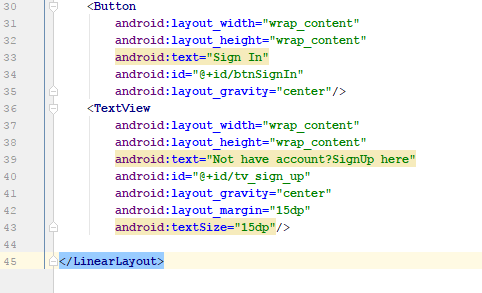 30 <Button
31 android:layout_width="wrap_content"
32 android:layout_height="wrap_content"
33 android:text="Sign In"
34 android:id="@+id/btnSignIn"
35 android:layout_gravity="center"/>
36 <TextView
37 android:layout_width="wrap_content"
38 android:layout_height="wrap_content"
39 android:text="Not have account?SignUp here"
40 android:id="@+id/tv_sign_up"
41 android:layout_gravity="center"
42 android:layout_margin="15dp"
43 android:textSize="15dp"/>
44
45 </LinearLayout>